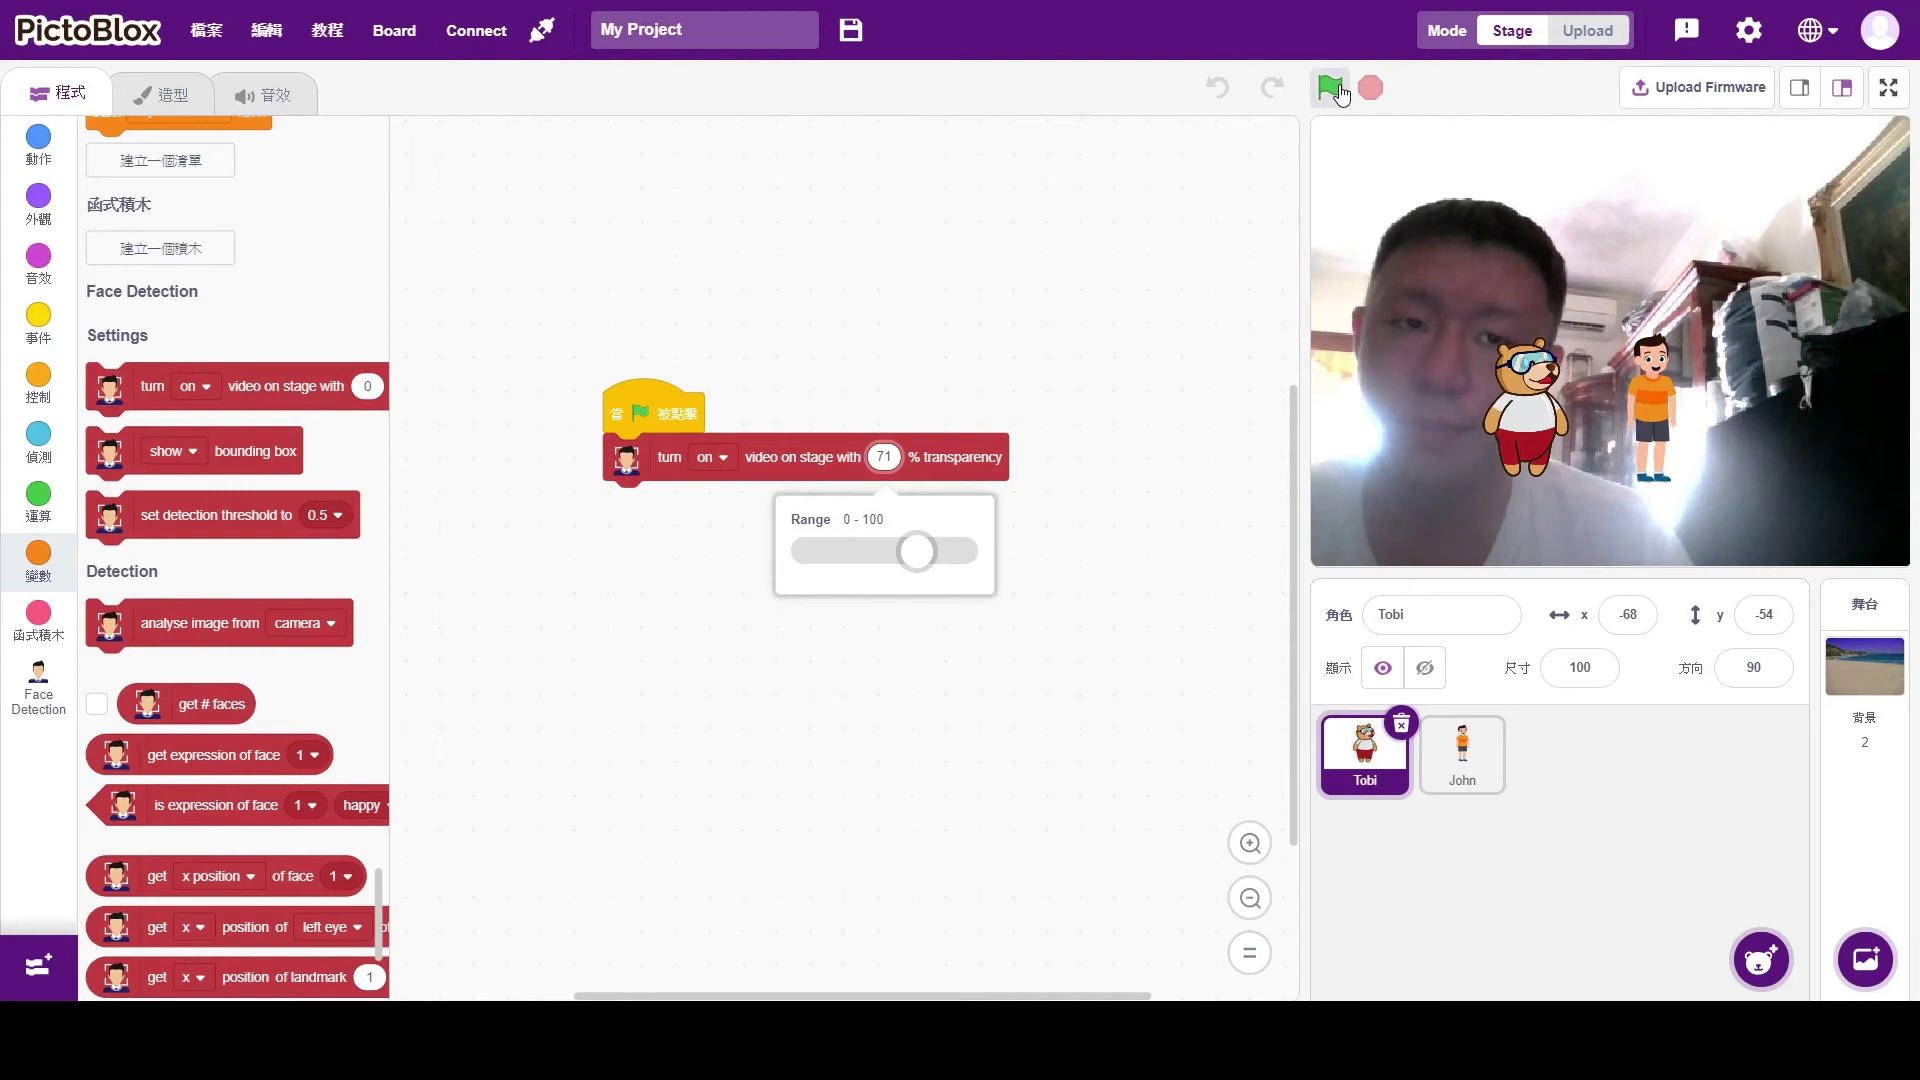 PictoBlox 檔案 編輯 教程 Board Connect My Project Mode Stage Upload
程式 造型 音效 Upload Firmware
動作
外觀
音效
事件
控制
偵測
運算
變數
函式積木
Face
Detection
建立一個清單
函式積木
建立一個積木
Face Detection
Settings
turn on video on stage with 0
show bounding box
set detection threshold to 0.5
Detection
analyse image from camera
get # faces
get expression of face 1
is expression of face 1 happy
get x position of face 1
get x position of left eye
get x position of landmark 1
當 被點擊
turn on video on stage with 71 % transparency
Range 0 - 100
角色 Tobi x -68 y -54
顯示 尺寸 100 方向 90
Tobi
John
舞台
背景
2